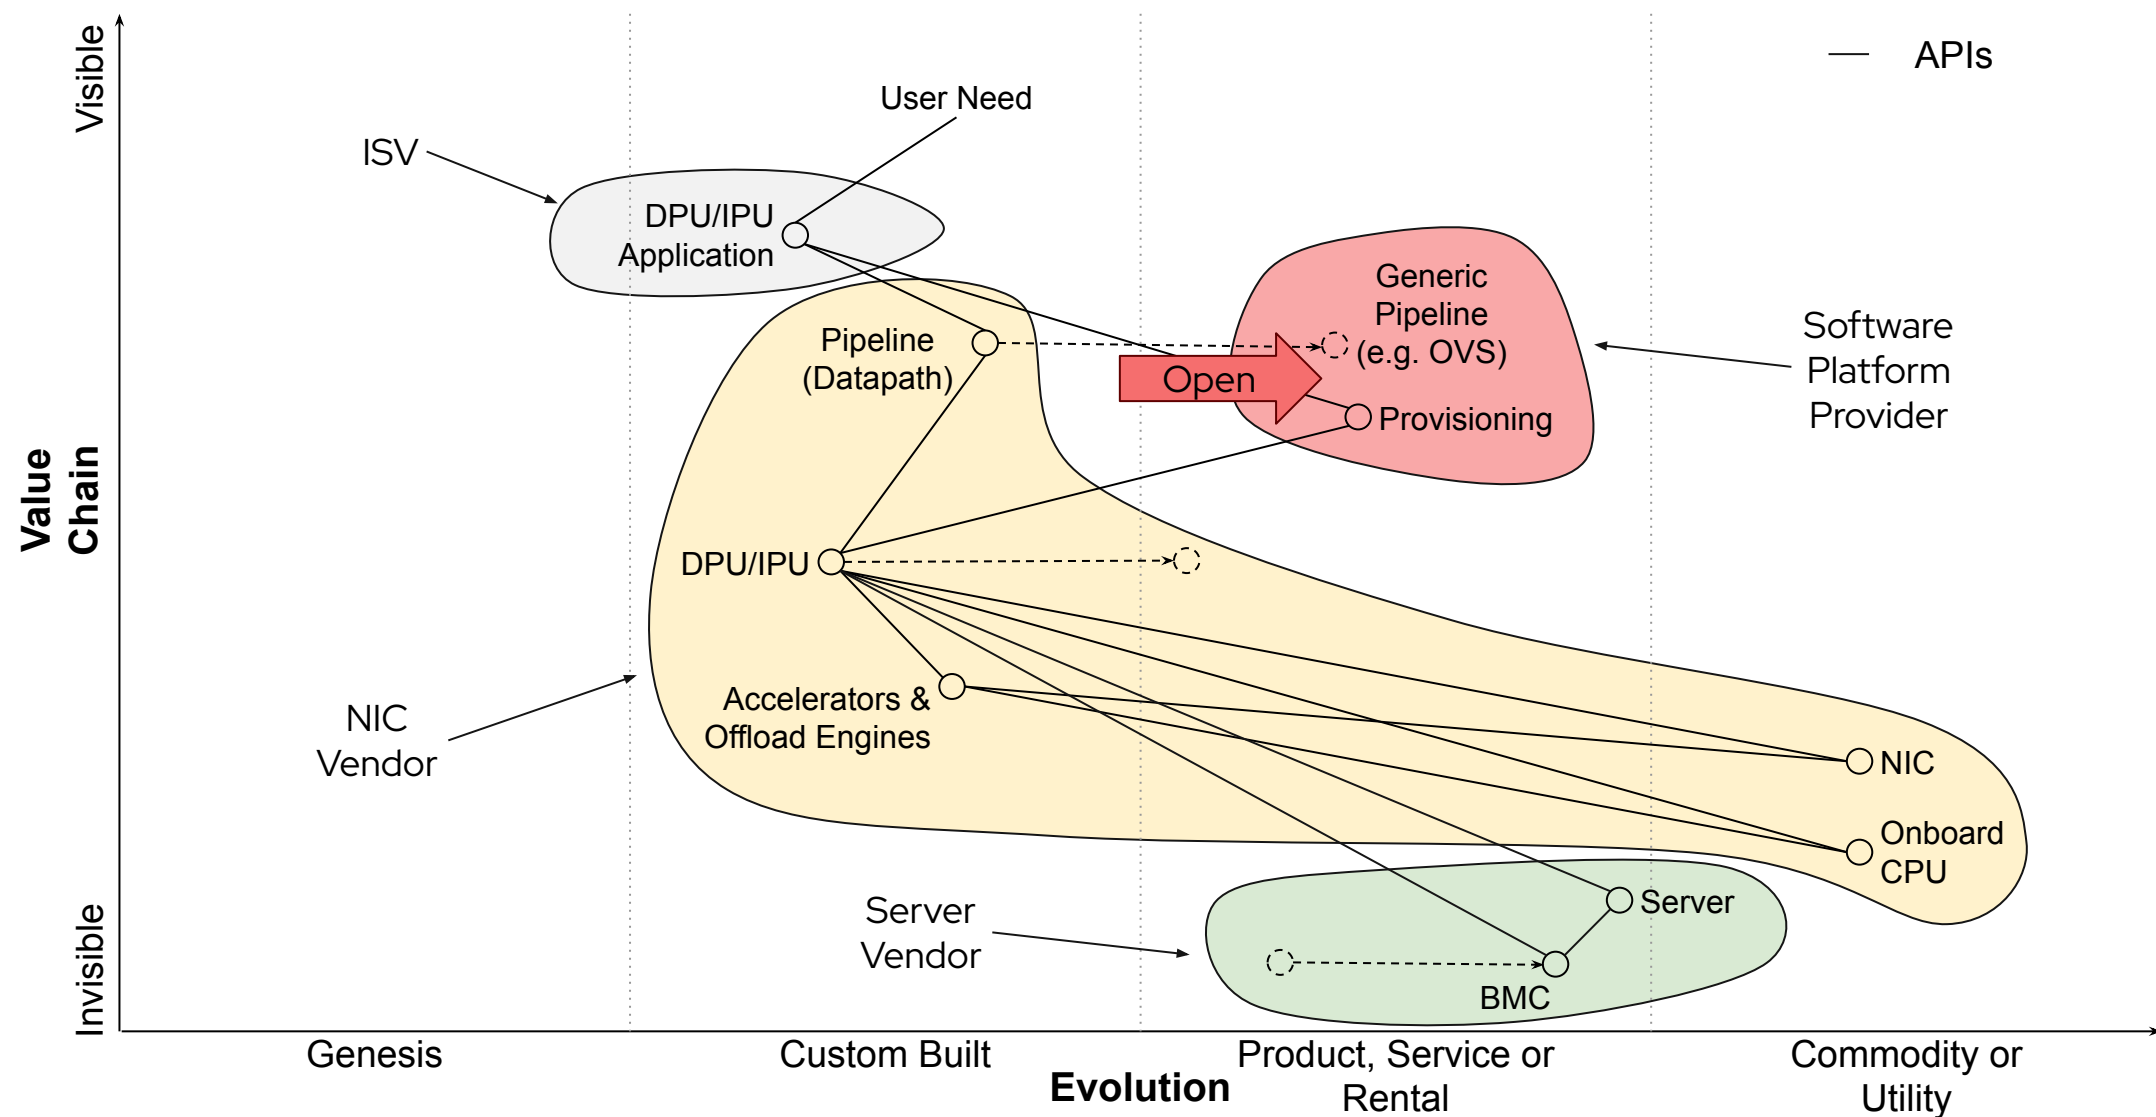 Visible
APIs
User Need
ISV
DPU/IPU
Application
Generic
Pipeline
(e.g. OVS)
Software
Platform
Provider
Pipeline
(Datapath)
Open
Provisioning
Value
Chain
DPU/IPU
Accelerators &
Offload Engines
NIC
Vendor
NIC
Onboard
CPU
Server
Vendor
Server
BMC
Invisible
Genesis
Custom Built
Product, Service or
Rental
Commodity or
Utility
Evolution